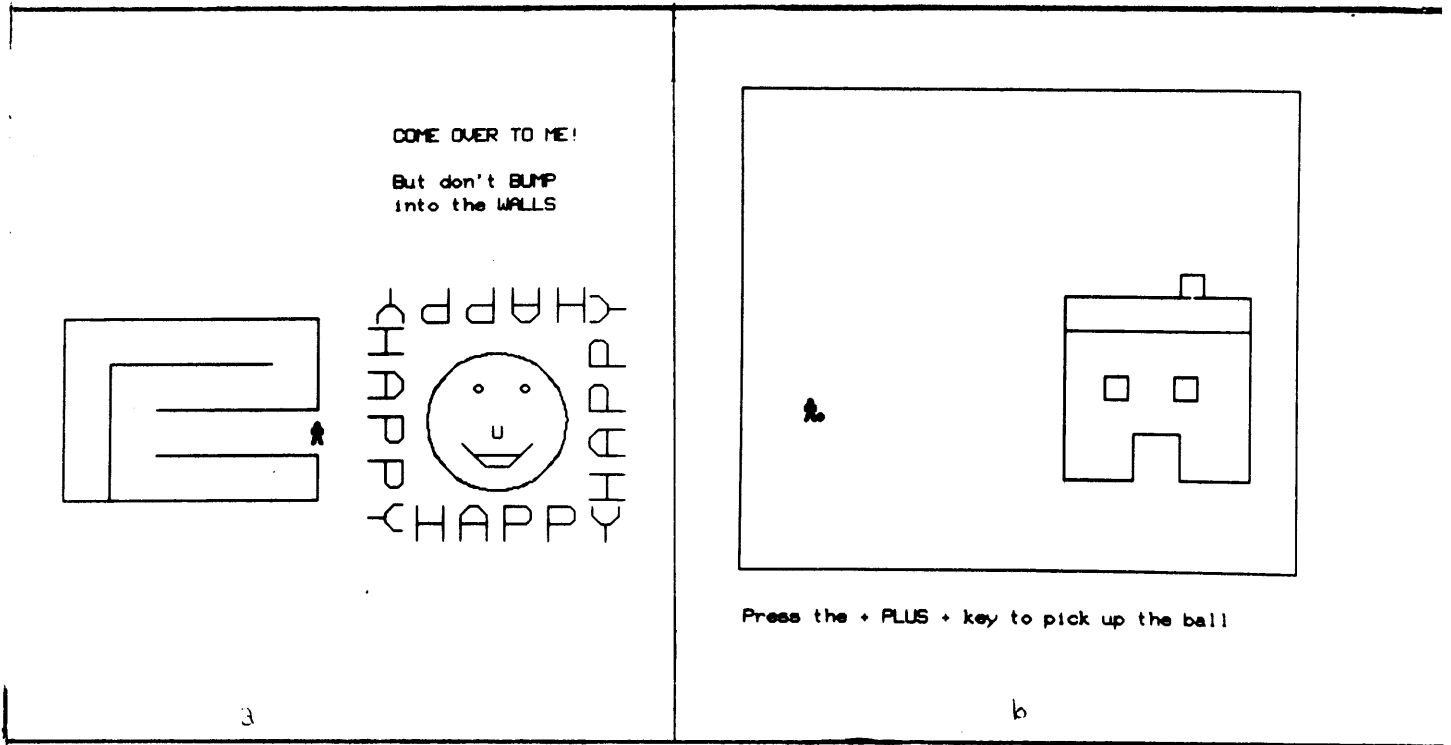 COME OVER TO ME!
But don't BUMP
into the WALLS
HAPPY
HAPPY
HAPPY
HAPPY
U
Press the + PLUS + key to pick up the ball
a
b